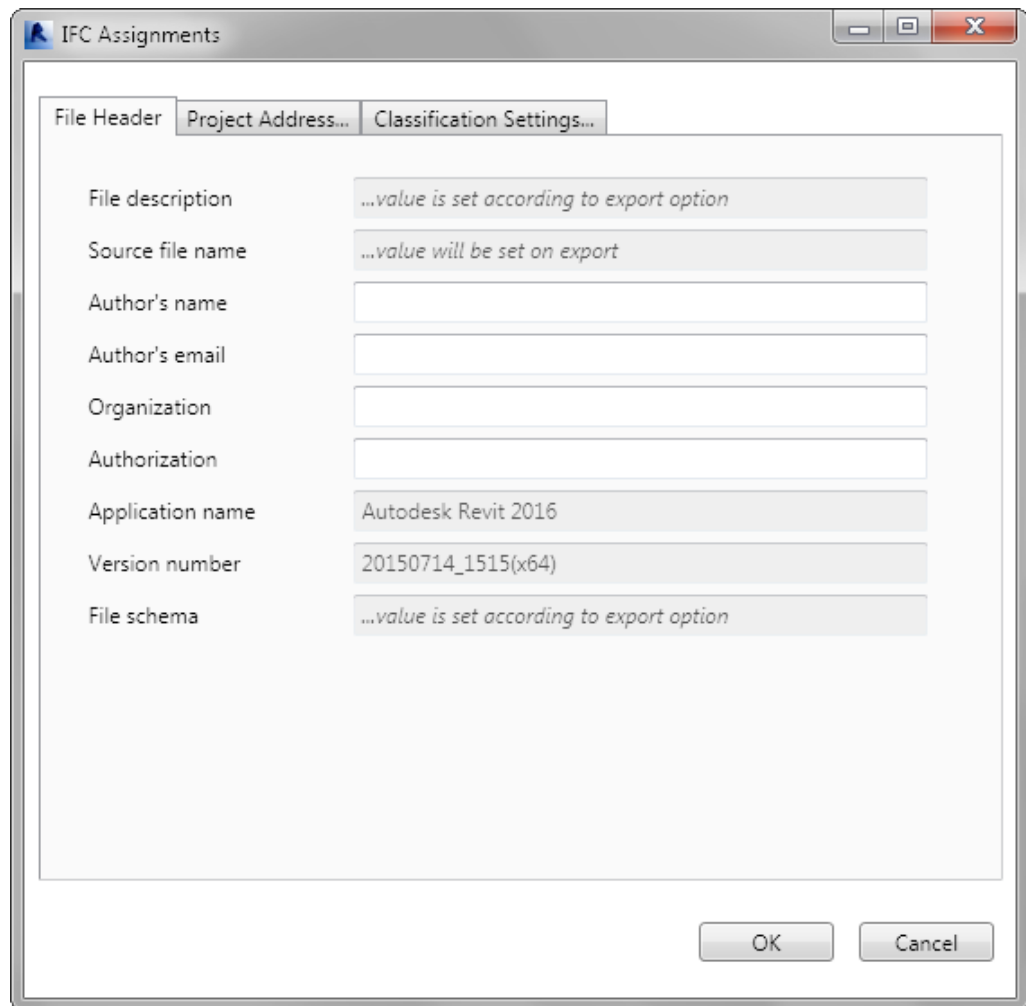 IFC Assignments
File Header Project Address... Classification Settings...
File description ...value is set according to export option
Source file name ...value will be set on export
Author's name
Author's email
Organization
Authorization
Application name Autodesk Revit 2016
Version number 20150714_1515(x64)
File schema ...value is set according to export option
OK Cancel